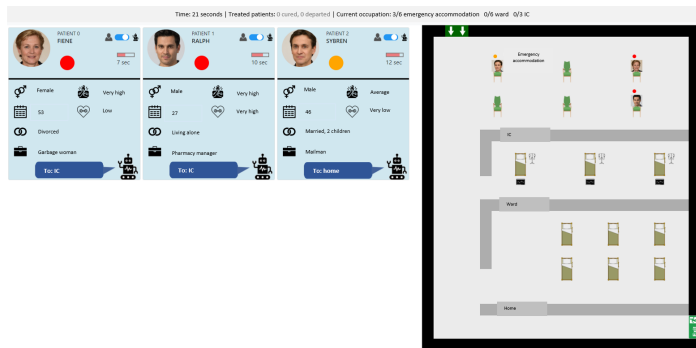 Time: 21 seconds | Treated patients: 0 cured, 0 departed | Current occupation: 3/6 emergency accommodation 0/6 ward 0/3 IC
PATIENT 0
FIENE
7 sec
Female
Very high
53
Low
Divorced
Garbage woman
To: IC
PATIENT 1
RALPH
10 sec
Male
Very high
27
Very high
Living alone
Pharmacy manager
To: IC
PATIENT 2
SYBREN
12 sec
Male
Average
46
Very low
Married, 2 children
Mailman
To: home
Emergency
accommodation
IC
Ward
Home